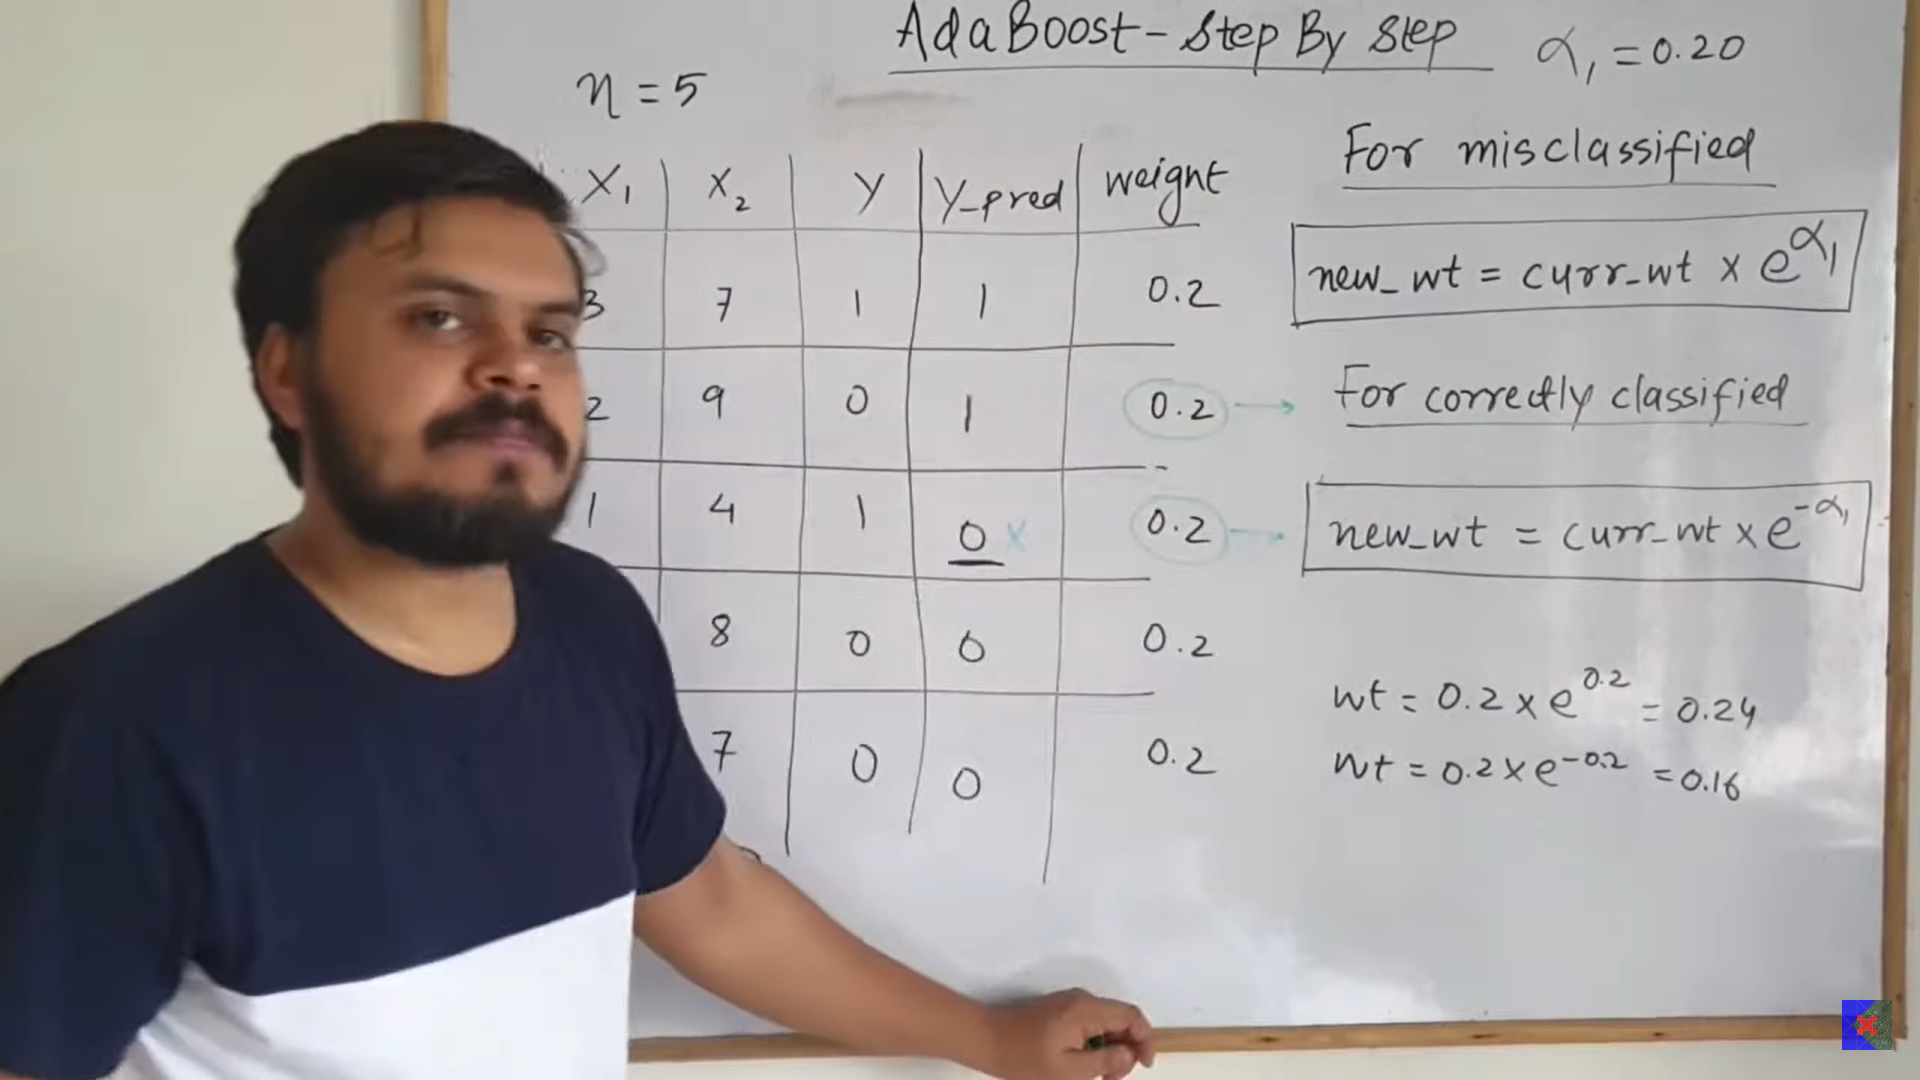 AdaBoost - Step By Step
α₁ = 0.20
n = 5
X₁ X₂ Y Y_pred weight
3 7 1 1 0.2
2 9 0 1 0.2 →
1 4 1 0 x 0.2 →
8 0 0 0.2
7 0 0 0.2
For misclassified
new_wt = curr_wt x e^α₁
For correctly classified
new_wt = curr_wt x e^-α₁
wt = 0.2 x e^0.2 = 0.24
wt = 0.2 x e^-0.2 = 0.16